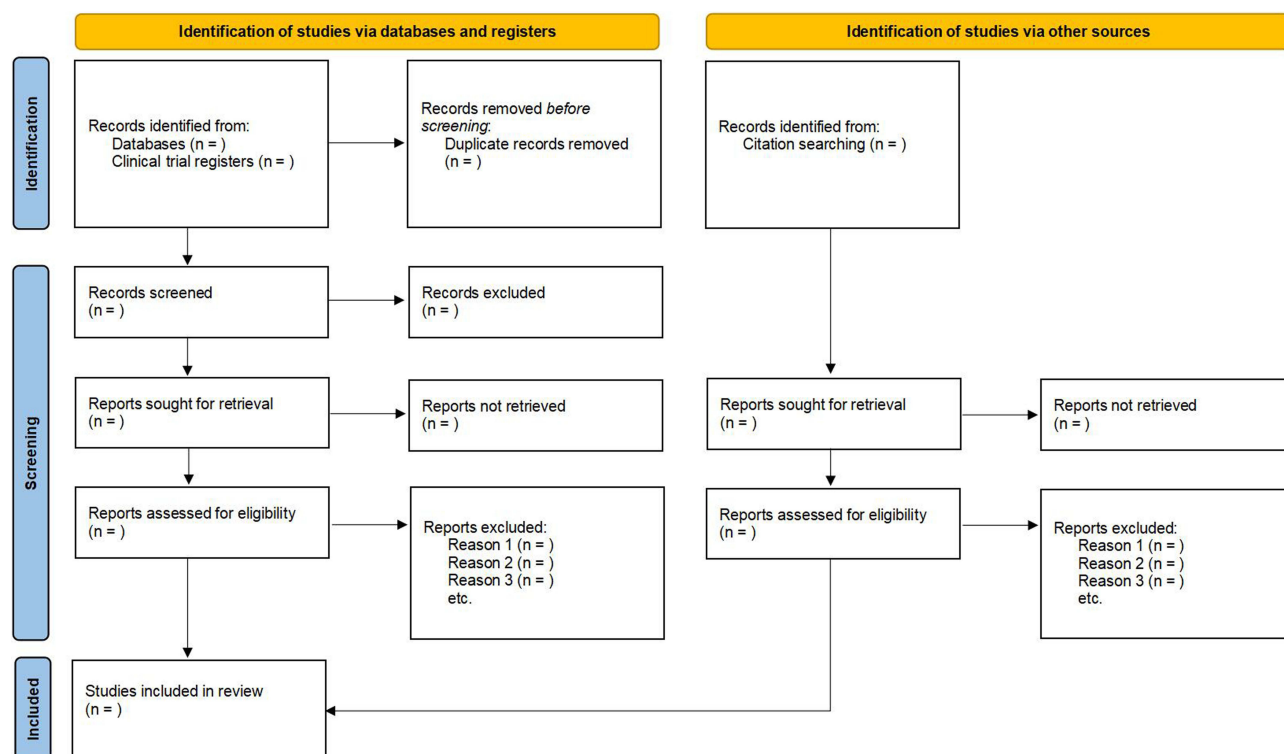 Identification of studies via databases and registers
Identification of studies via other sources
Identification
Records identified from:
Databases (n = )
Clinical trial registers (n = )
Records removed before
screening:
Duplicate records removed
(n = )
Records identified from:
Citation searching (n = )
Screening
Records screened
(n = )
Records excluded
(n = )
Reports sought for retrieval
(n = )
Reports not retrieved
(n = )
Reports sought for retrieval
(n = )
Reports not retrieved
(n = )
Reports assessed for eligibility
(n = )
Reports excluded:
Reason 1 (n = )
Reason 2 (n = )
Reason 3 (n = )
etc.
Reports assessed for eligibility
(n = )
Reports excluded:
Reason 1 (n = )
Reason 2 (n = )
Reason 3 (n = )
etc.
Included
Studies included in review
(n = )